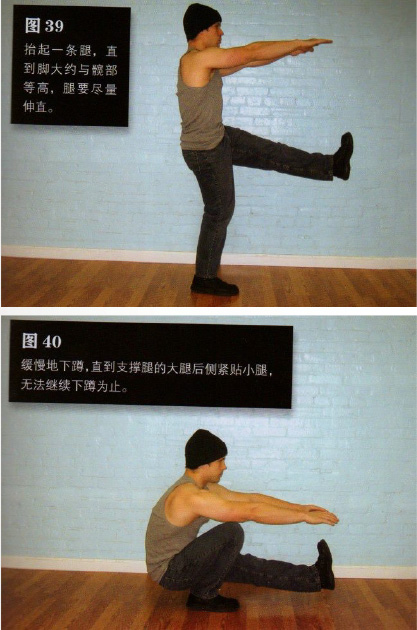 图 39
抬起一条腿，直
到脚大约与髋部
等高，腿要尽量
伸直。
图 40
缓慢地下蹲，直到支撑腿的大腿后侧紧贴小腿，
无法继续下蹲为止。